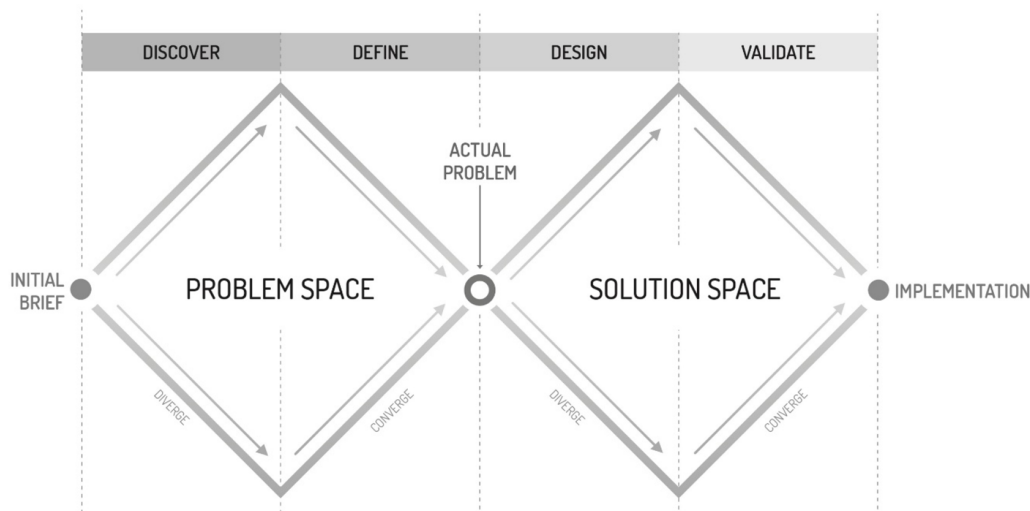 DISCOVER
DEFINE
DESIGN
VALIDATE
ACTUAL
PROBLEM
INITIAL
BRIEF
PROBLEM SPACE
SOLUTION SPACE
IMPLEMENTATION
DIVERGE
CONVERGE
DIVERGE
CONVERGE